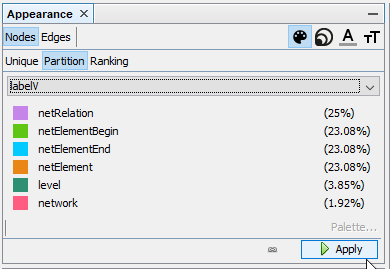 Appearance ×
Nodes Edges A TT
Unique Partition Ranking
labelV
netRelation (25%)
netElementBegin (23.08%)
netElementEnd (23.08%)
netElement (23.08%)
level (3.85%)
network (1.92%)
Palette...
Apply